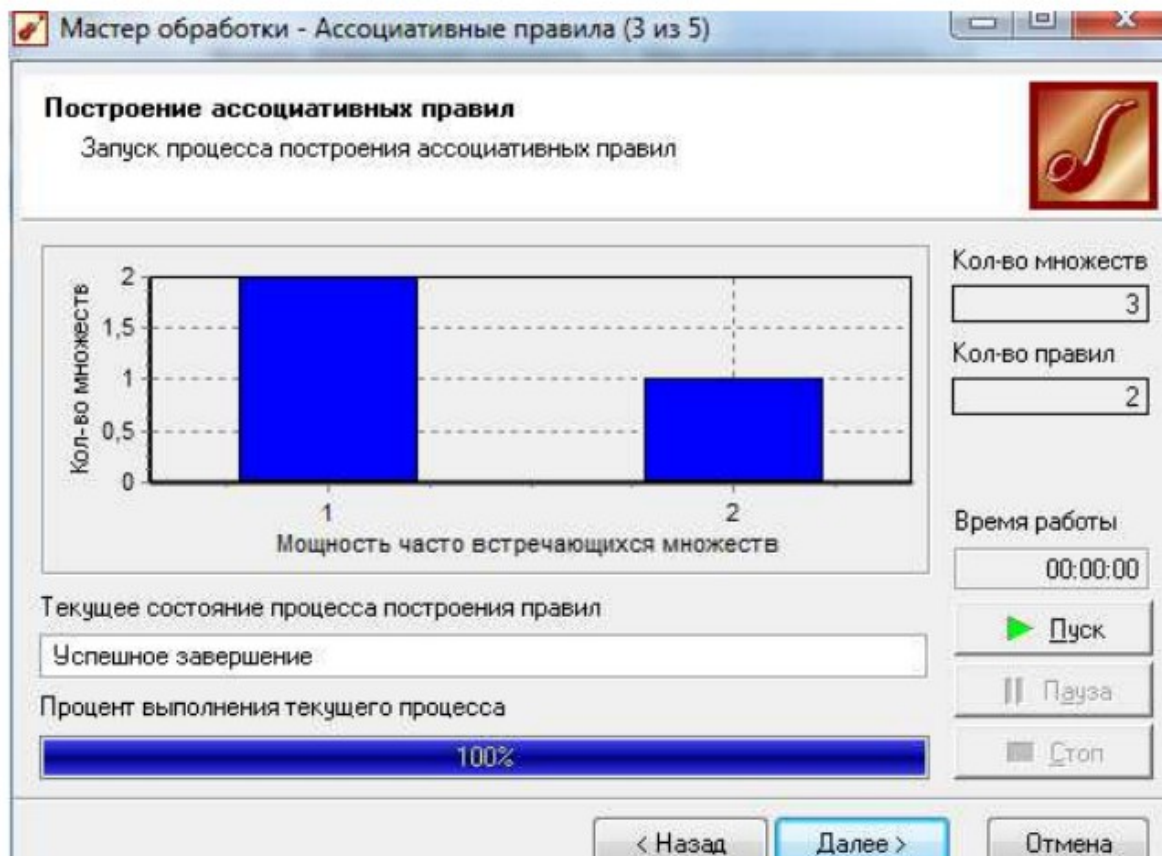 Мастер обработки - Ассоциативные правила (3 из 5)
Построение ассоциативных правил
Запуск процесса построения ассоциативных правил
Кол-во множеств
2
1,5
1
0,5
0
1
2
Мощность часто встречающихся множеств
Кол-во множеств
3
Кол-во правил
2
Время работы
00:00:00
Текущее состояние процесса построения правил
Успешное завершение
Процент выполнения текущего процесса
100%
Пуск
Пауза
Стоп
< Назад
Далее >
Отмена